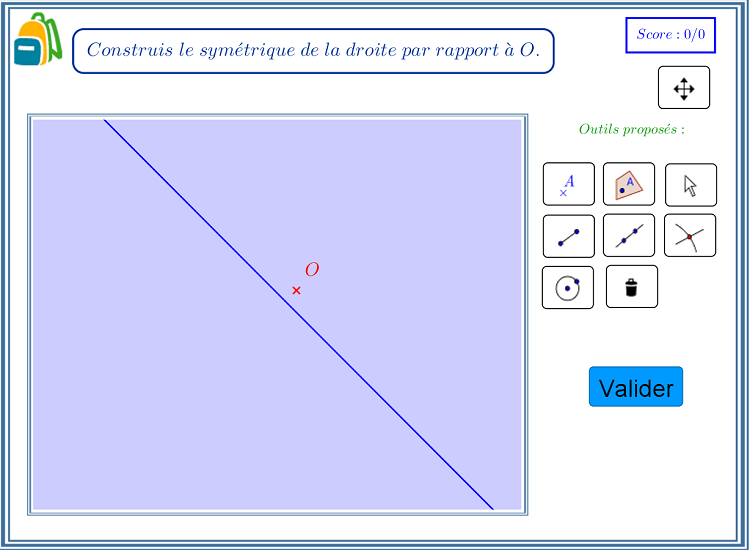 Construis le symétrique de la droite par rapport à O.
Score : 0/0
Outils proposés :
A
A
O
Valider